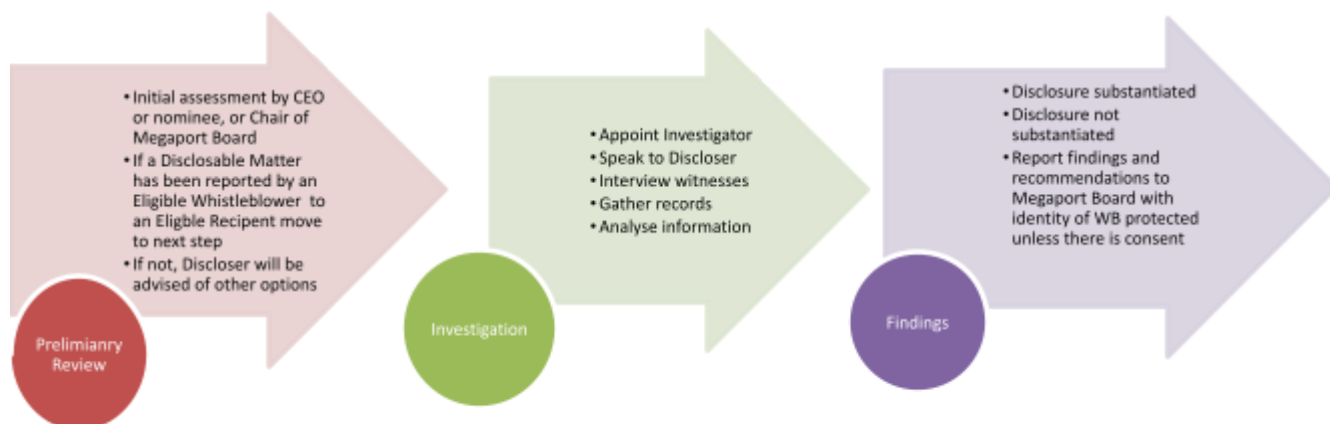 • Initial assessment by CEO
or nominee, or Chair of
Megaport Board
• If a Disclosable Matter
has been reported by an
Eligible Whistleblower to
an Eligble Recipent move
to next step
• If not, Discloser will be
advised of other options
Prelimianry
Review
• Appoint Investigator
• Speak to Discloser
• Interview witnesses
• Gather records
• Analyse information
Investigation
• Disclosure substantiated
• Disclosure not
substantiated
• Report findings and
recommendations to
Megaport Board with
identity of WB protected
unless there is consent
Findings